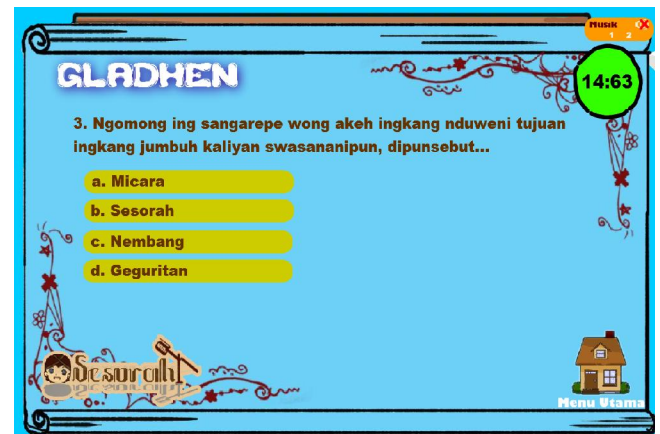 Musik
1 2
GLADHEN
14:63
3. Ngomong ing sangarepe wong akeh ingkang nduweni tujuan
ingkang jumbuh kaliyan swasananipun, dipunsebut...
a. Micara
b. Sesorah
c. Nembang
d. Geguritan
Sesorah
Menu Utama